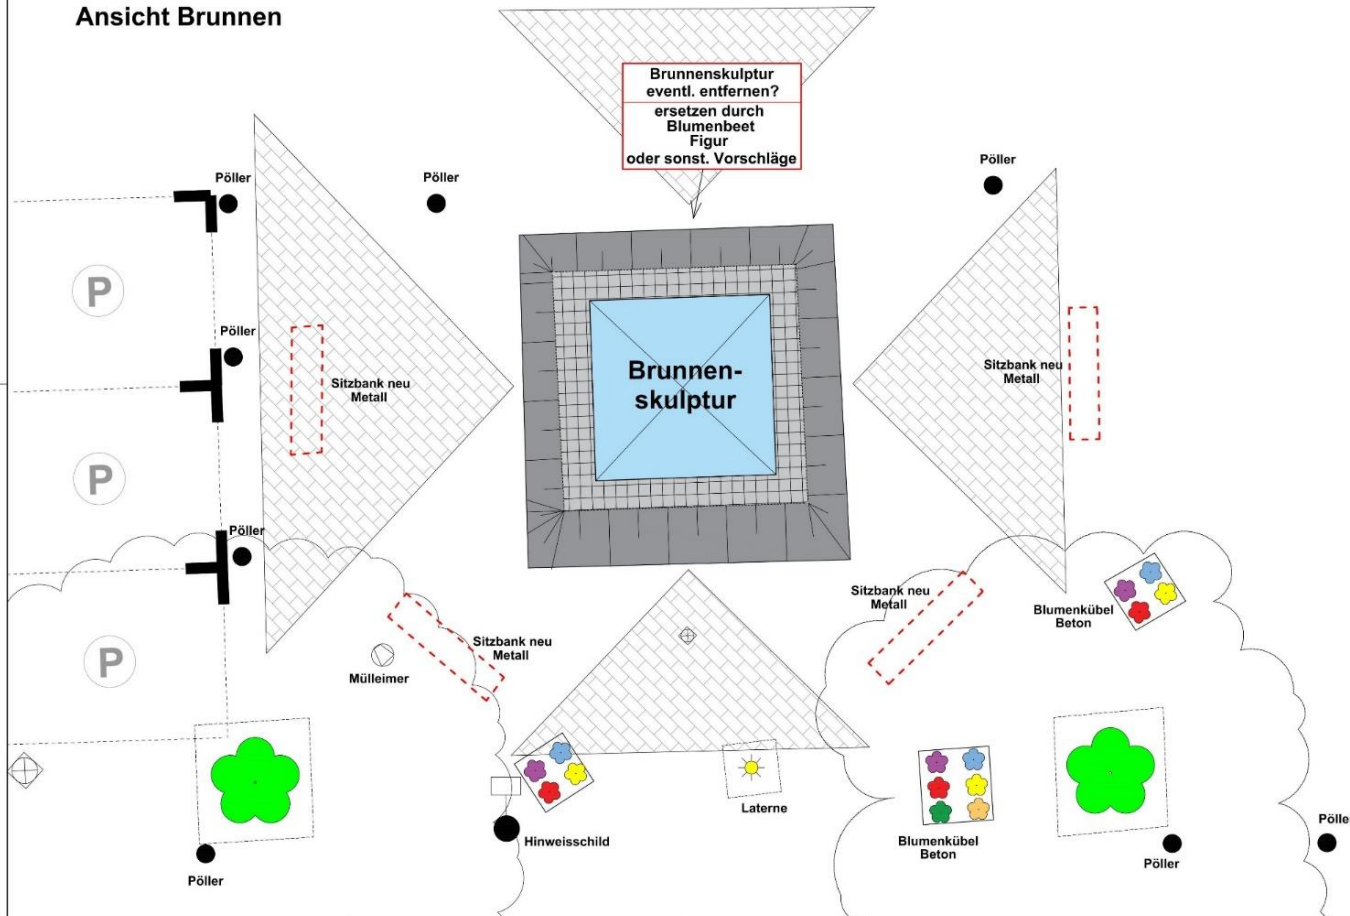 Ansicht Brunnen
Brunnenskulptur
eventl. entfernen?
ersetzen durch
Blumenbeet
Figur
oder sonst. Vorschläge
Pöller
Pöller
Pöller
P
Pöller
Sitzbank neu
Metall
Brunnen-
skulptur
Sitzbank neu
Metall
P
Pöller
Sitzbank neu
Metall
Blumenkübel
Beton
Sitzbank neu
Metall
P
Mülleimer
Laterne
Hinweisschild
Blumenkübel
Beton
Pölle
Pöller
Pöller